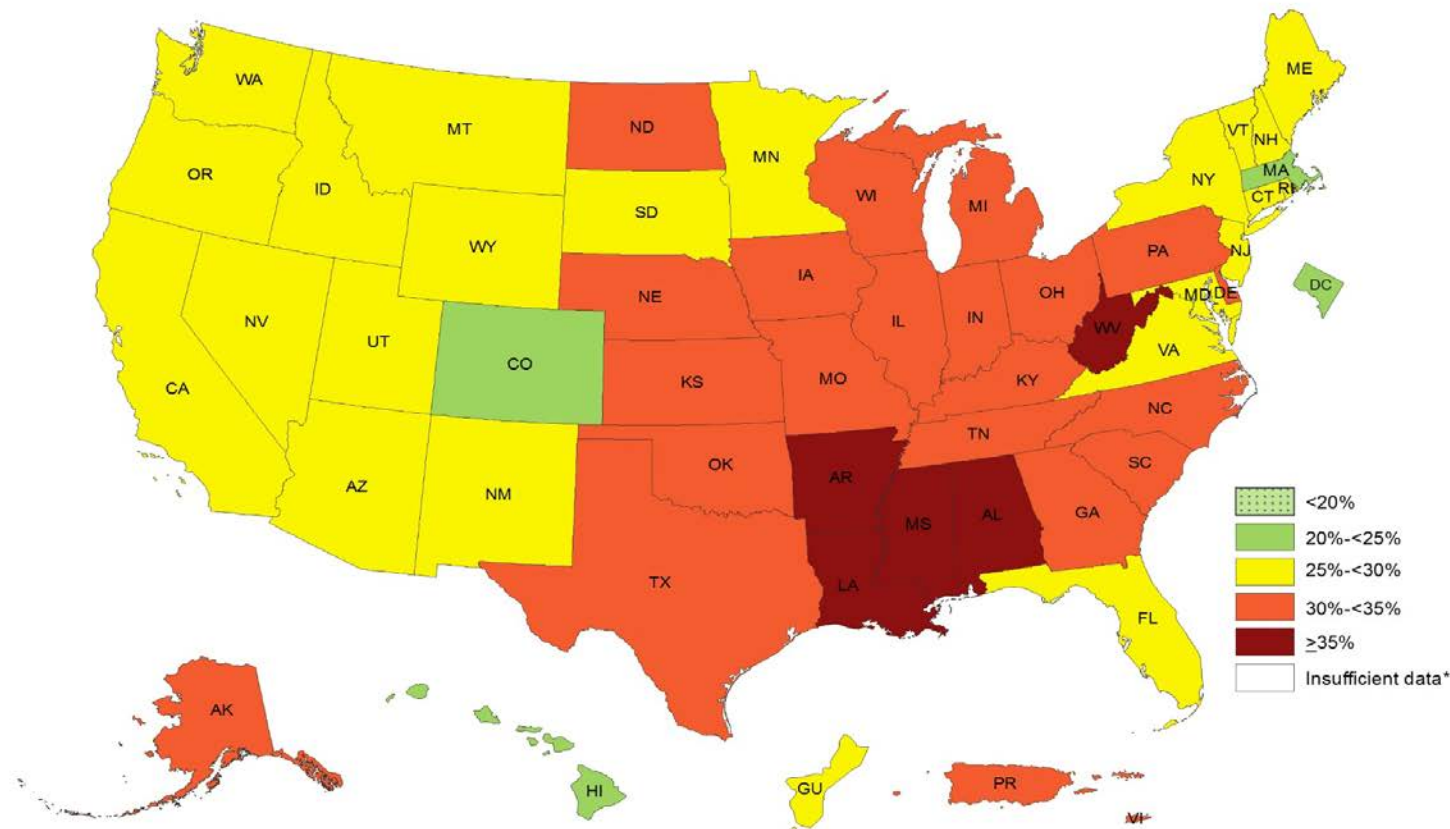 ME
WA
MT
ND
VT
NH
MN
OR
ID
MA
NY
WI
CT
RI
SD
MI
WY
PA
NJ
IA
DC
NE
OH
MD
DE
NV
IL
IN
WV
UT
CO
VA
CA
KS
MO
KY
NC
TN
OK
SC
AR
AZ
NM
MS
AL
GA
<20%
20%-<25%
25%-<30%
TX
LA
30%-<35%
FL
≥35%
Insufficient data*
AK
PR
GU
HI
VI